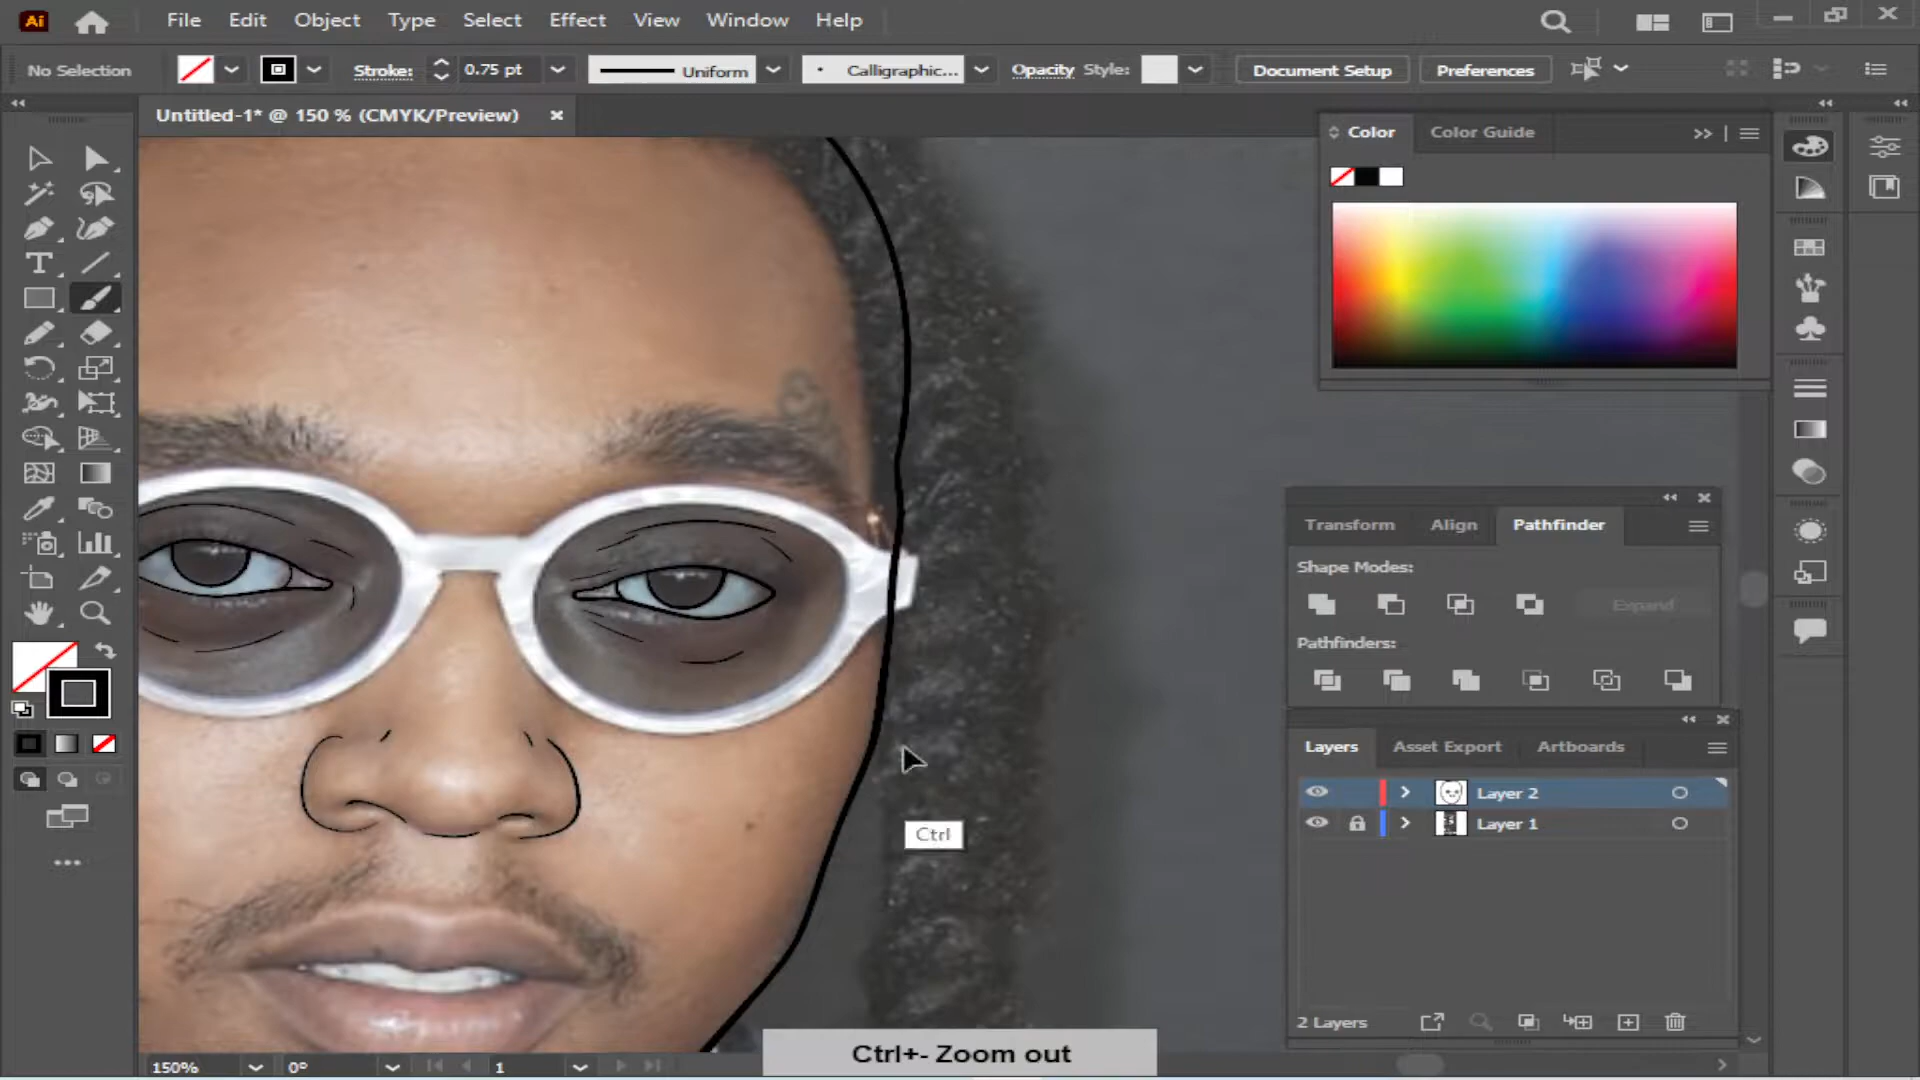 Ai File Edit Object Type Select Effect View Window Help
No Selection Stroke: 0.75 pt Uniform Calligraphic... Opacity Style: Document Setup Preferences
Untitled-1* @ 150 % (CMYK/Preview)
Color Color Guide
Transform Align Pathfinder
Shape Modes:
Expand
Pathfinders:
Layers Asset Export Artboards
Layer 2
Layer 1
Ctrl
2 Layers
Ctrl+- Zoom out
150% 0° 1